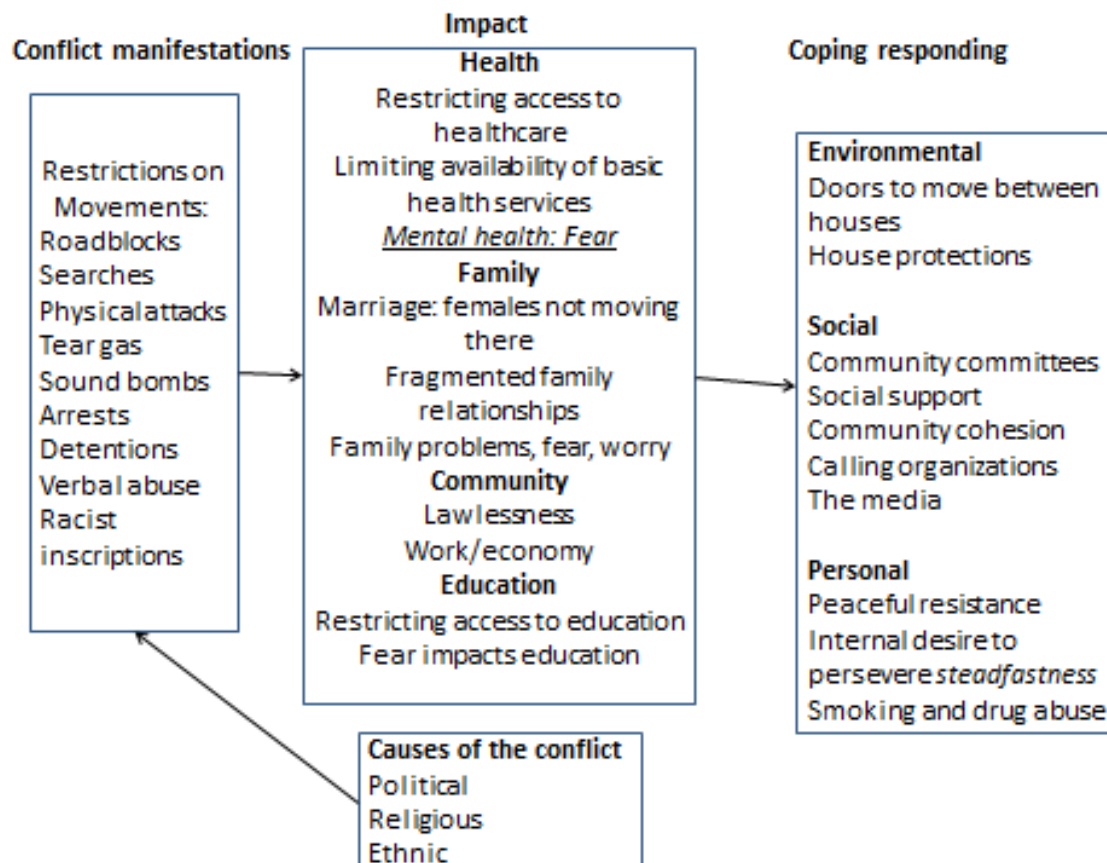 Conflict manifestations
Restrictions on
Movements:
Roadblocks
Searches
Physical attacks
Tear gas
Sound bombs
Arrests
Detentions
Verbal abuse
Racist
inscriptions
Impact
Health
Restricting access to
healthcare
Limiting availability of basic
health services
Mental health: Fear
Family
Marriage: females not moving
there
Fragmented family
relationships
Family problems, fear, worry
Community
Lawlessness
Work/economy
Education
Restricting access to education
Fear impacts education
Coping responding
Environmental
Doors to move between
houses
House protections
Social
Community committees
Social support
Community cohesion
Calling organizations
The media
Personal
Peaceful resistance
Internal desire to
persevere steadfastness
Smoking and drug abuse
Causes of the conflict
Political
Religious
Ethnic